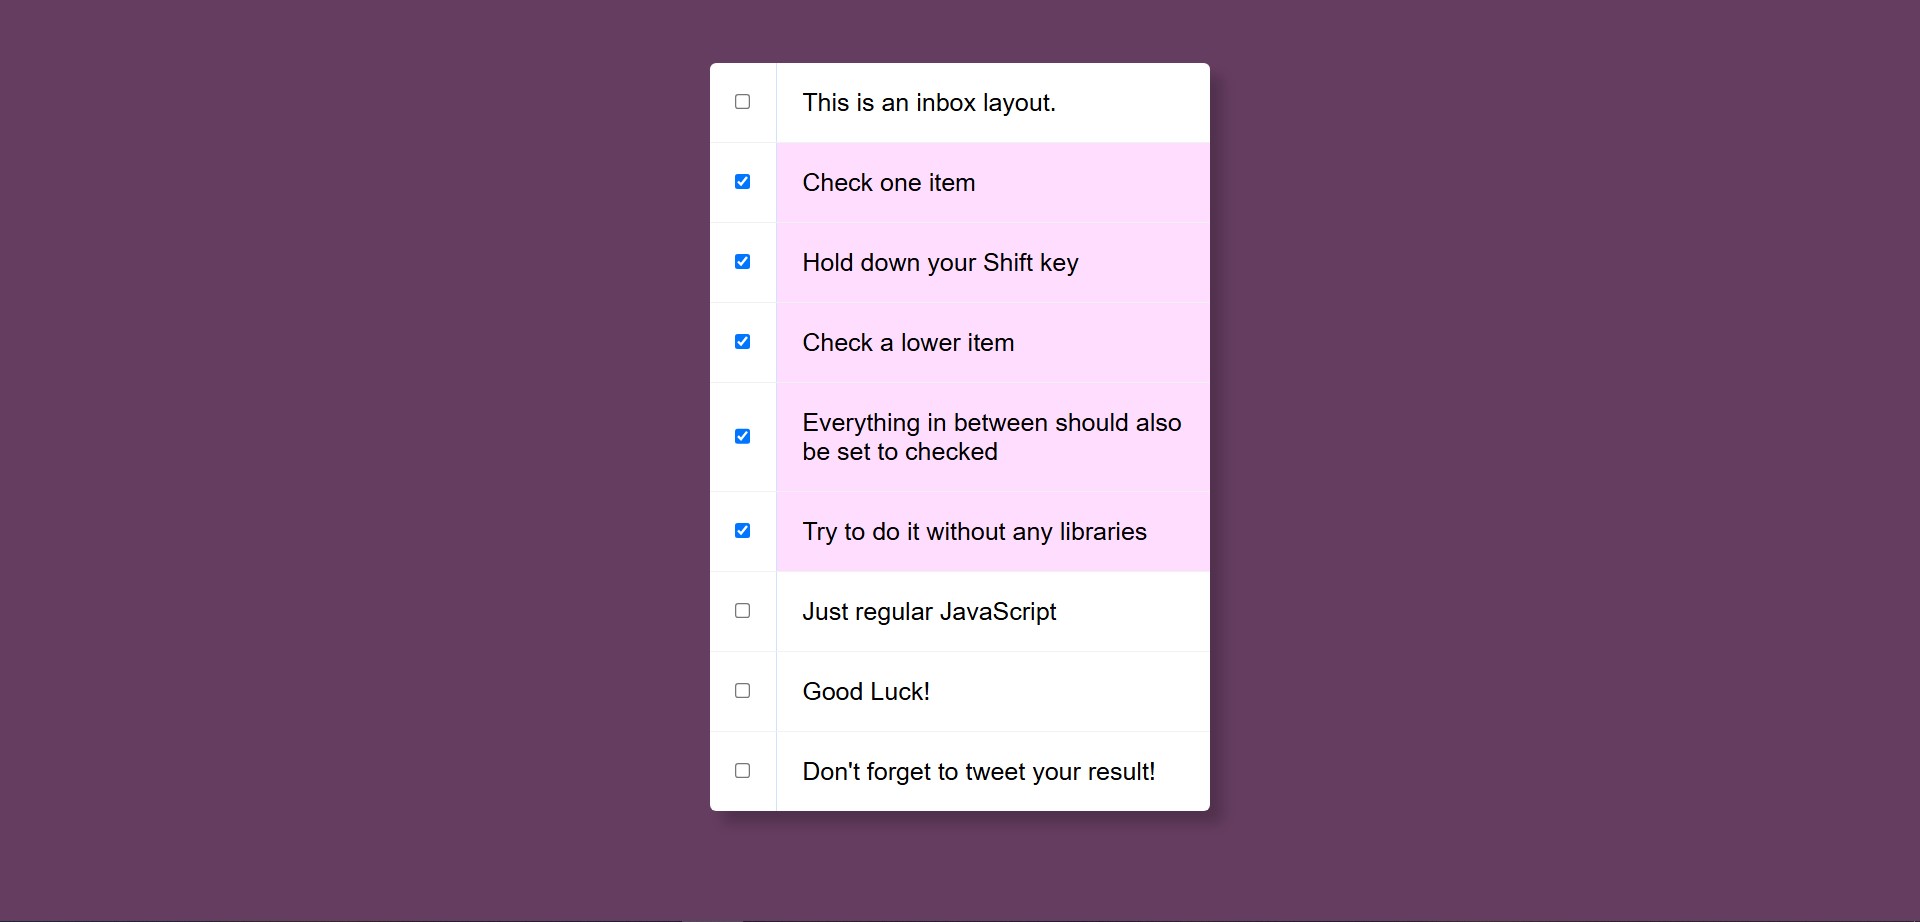 This is an inbox layout.
Check one item
Hold down your Shift key
Check a lower item
Everything in between should also
be set to checked
Try to do it without any libraries
Just regular JavaScript
Good Luck!
Don't forget to tweet your result!